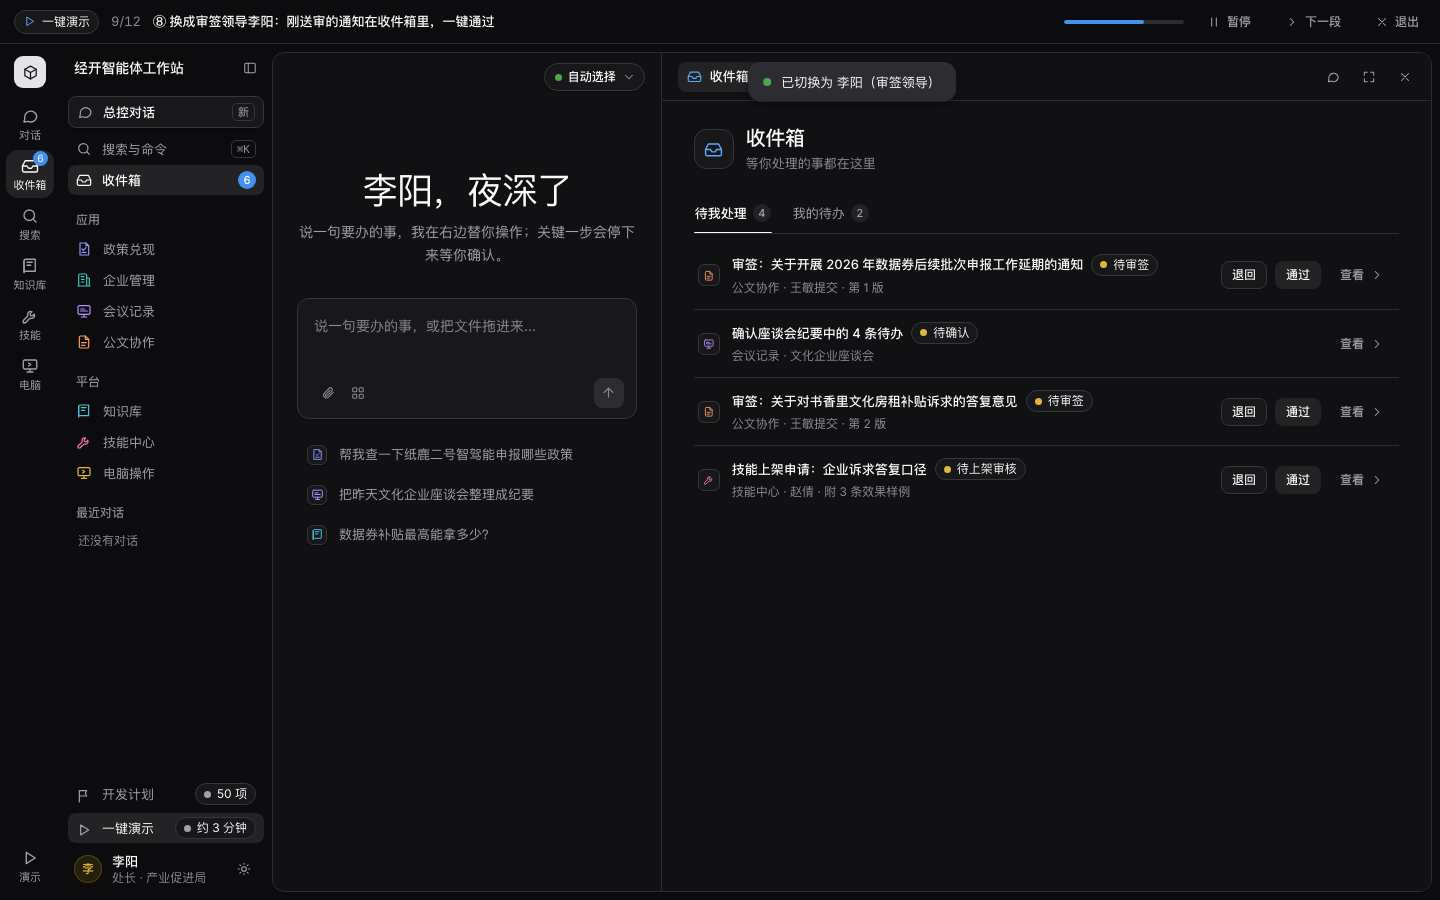 一键演示
9/12
⑧ 换成审签领导李阳：刚送审的通知在收件箱里，一键通过
暂停
下一段
退出
对话
6
收件箱
搜索
知识库
技能
电脑
演示
经开智能体工作站
总控对话
新
搜索与命令
⌘K
收件箱
6
应用
政策兑现
企业管理
会议记录
公文协作
平台
知识库
技能中心
电脑操作
最近对话
还没有对话
开发计划
50 项
一键演示
约 3 分钟
李
李阳
处长 · 产业促进局
自动选择
李阳，夜深了
说一句要办的事，我在右边替你操作；关键一步会停下
来等你确认。
说一句要办的事，或把文件拖进来...
帮我查一下纸鹿二号智驾能申报哪些政策
把昨天文化企业座谈会整理成纪要
数据券补贴最高能拿多少？
收件箱
已切换为 李阳（审签领导）
收件箱
等你处理的事都在这里
待我处理 4
我的待办 2
审签：关于开展 2026 年数据券后续批次申报工作延期的通知
待审签
公文协作 · 王敏提交 · 第 1 版
退回
通过
查看
确认座谈会纪要中的 4 条待办
待确认
会议记录 · 文化企业座谈会
查看
审签：关于对书香里文化房租补贴诉求的答复意见
待审签
公文协作 · 王敏提交 · 第 2 版
退回
通过
查看
技能上架申请：企业诉求答复口径
待上架审核
技能中心 · 赵倩 · 附 3 条效果样例
退回
通过
查看